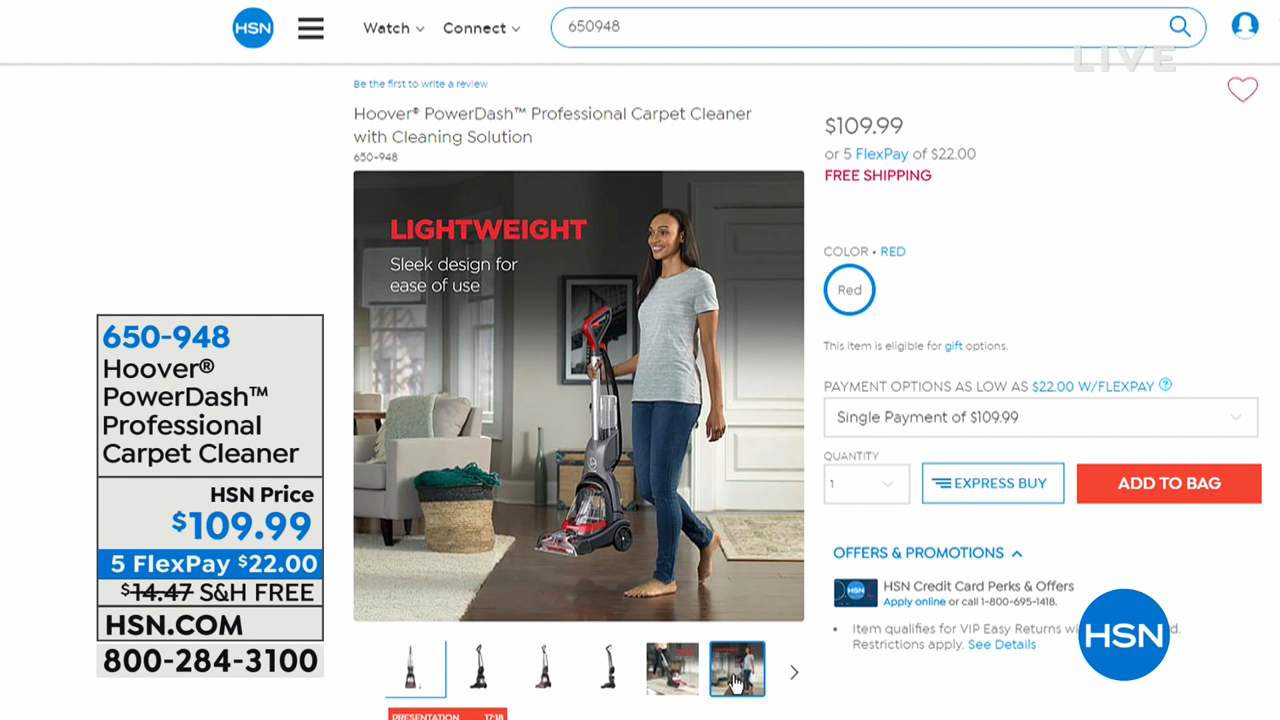 HSN
Watch
Connect
650948
LIVE
Be the first to write a review
Hoover® PowerDash™ Professional Carpet Cleaner
with Cleaning Solution
650-948
LIGHTWEIGHT
Sleek design for
ease of use
$109.99
or 5 FlexPay of $22.00
FREE SHIPPING
COLOR • RED
Red
This item is eligible for gift options.
PAYMENT OPTIONS AS LOW AS $22.00 W/FLEXPAY ?
Single Payment of $109.99
QUANTITY
1
EXPRESS BUY
ADD TO BAG
OFFERS & PROMOTIONS
HSN
HSN Credit Card Perks & Offers
Apply online or call 1-800-695-1418.
• Item qualifies for VIP Easy Returns
Restrictions apply. See Details
HSN
650-948
Hoover®
PowerDash™
Professional
Carpet Cleaner
HSN Price
$109.99
5 FlexPay $22.00
$14.47 S&H FREE
HSN.COM
800-284-3100
PRESENTATION 17:18